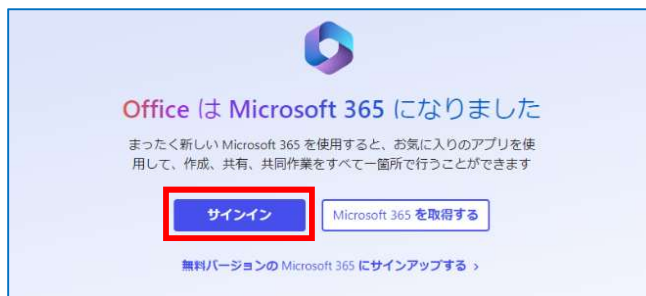 Office は Microsoft 365 になりました
まったく新しい Microsoft 365 を使用すると、お気に入りのアプリを使
用して、作成、共有、共同作業をすべて一箇所で行うことができます
サインイン
Microsoft 365 を取得する
無料バージョンの Microsoft 365 にサインアップする >